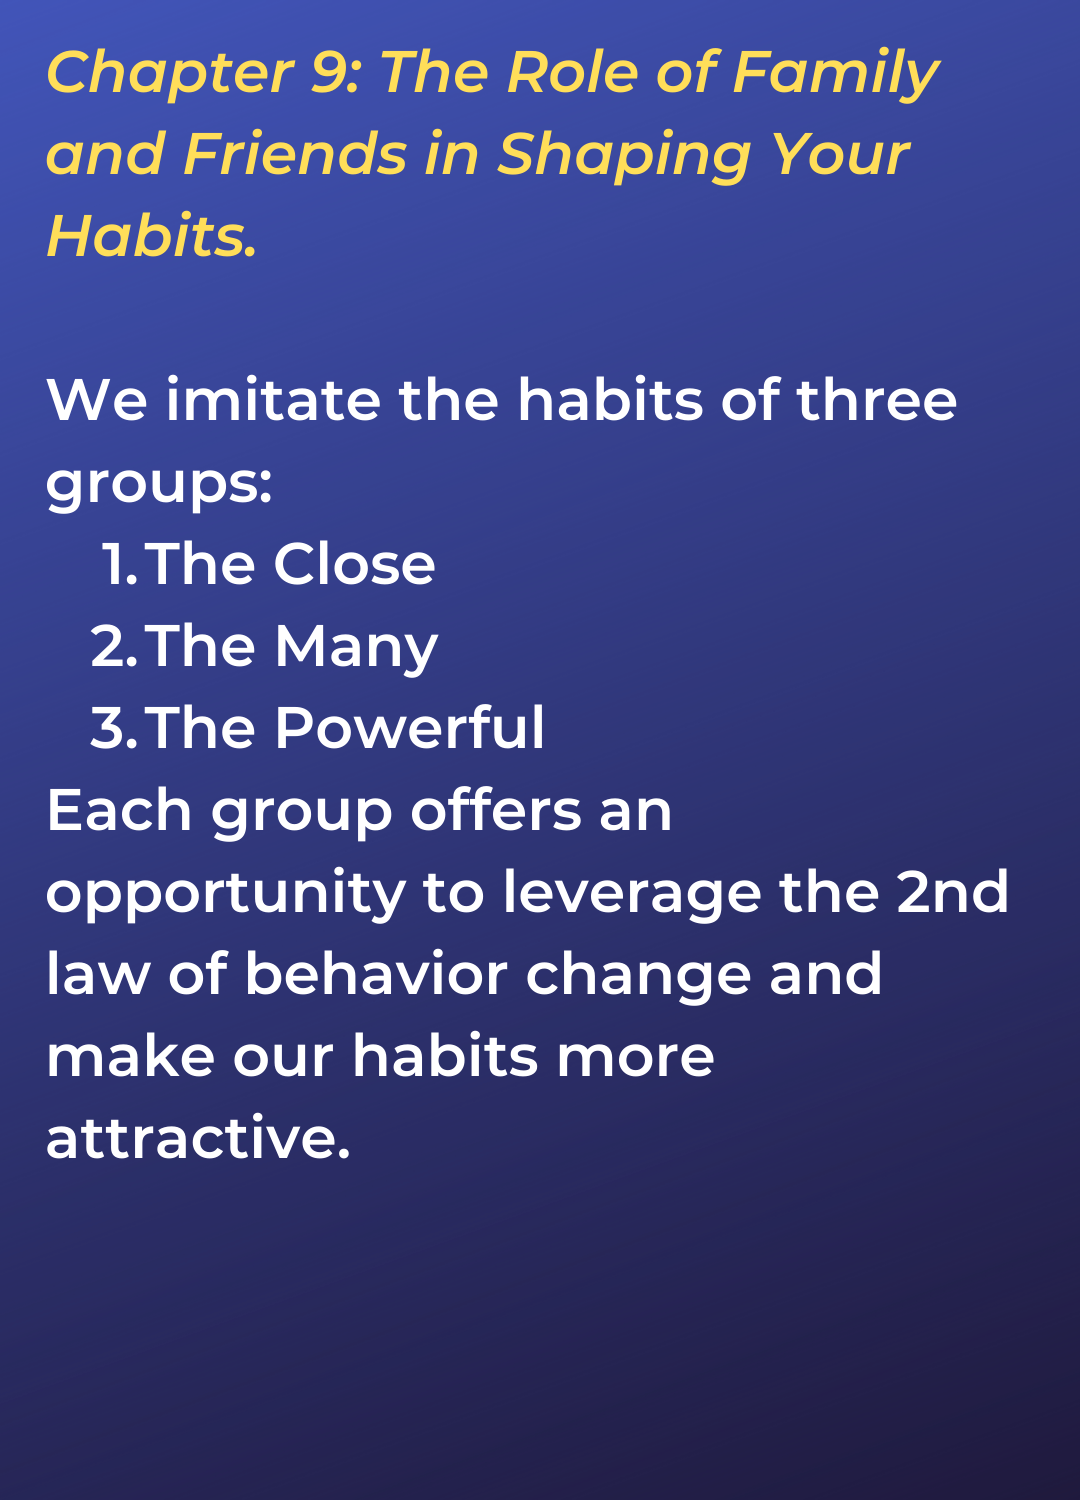 Chapter 9: The Role of Family
and Friends in Shaping Your
Habits.
We imitate the habits of three
groups:
1. The Close
2. The Many
3. The Powerful
Each group offers an
opportunity to leverage the 2nd
law of behavior change and
make our habits more
attractive.